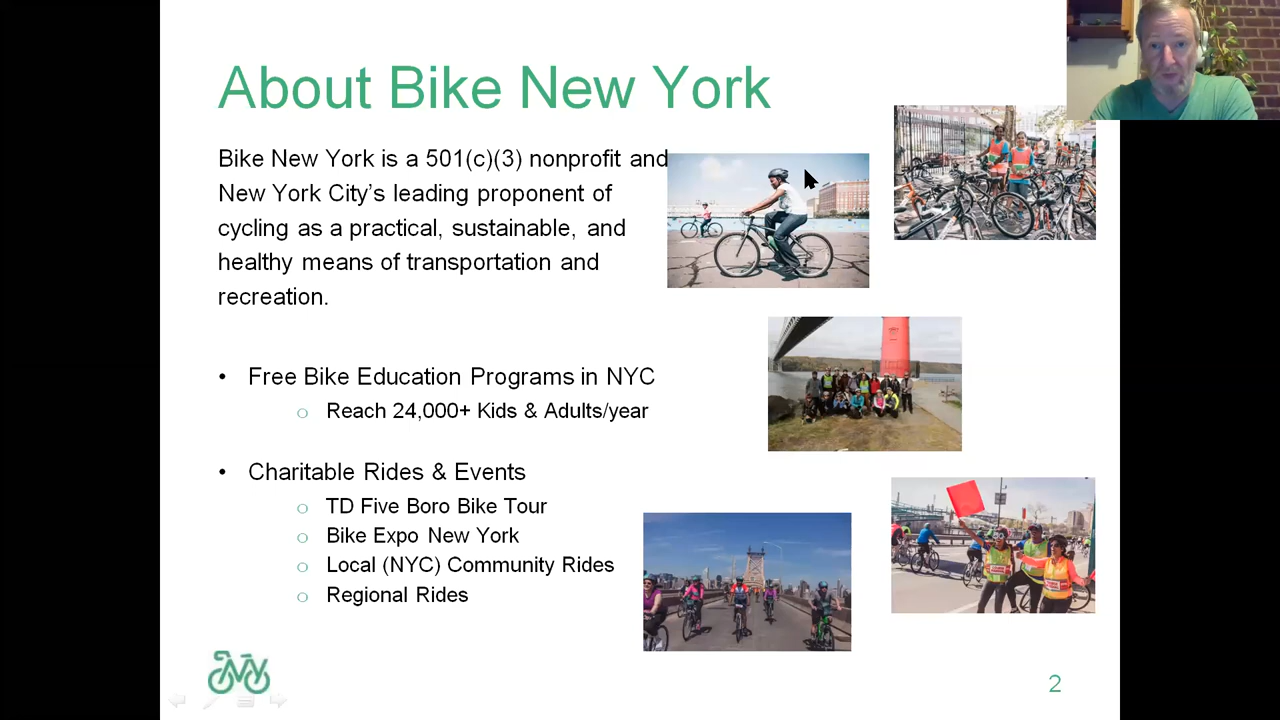 About Bike New York
Bike New York is a 501(c)(3) nonprofit and
New York City's leading proponent of
cycling as a practical, sustainable, and
healthy means of transportation and
recreation.
• Free Bike Education Programs in NYC
o Reach 24,000+ Kids & Adults/year
• Charitable Rides & Events
o TD Five Boro Bike Tour
o Bike Expo New York
o Local (NYC) Community Rides
o Regional Rides
2